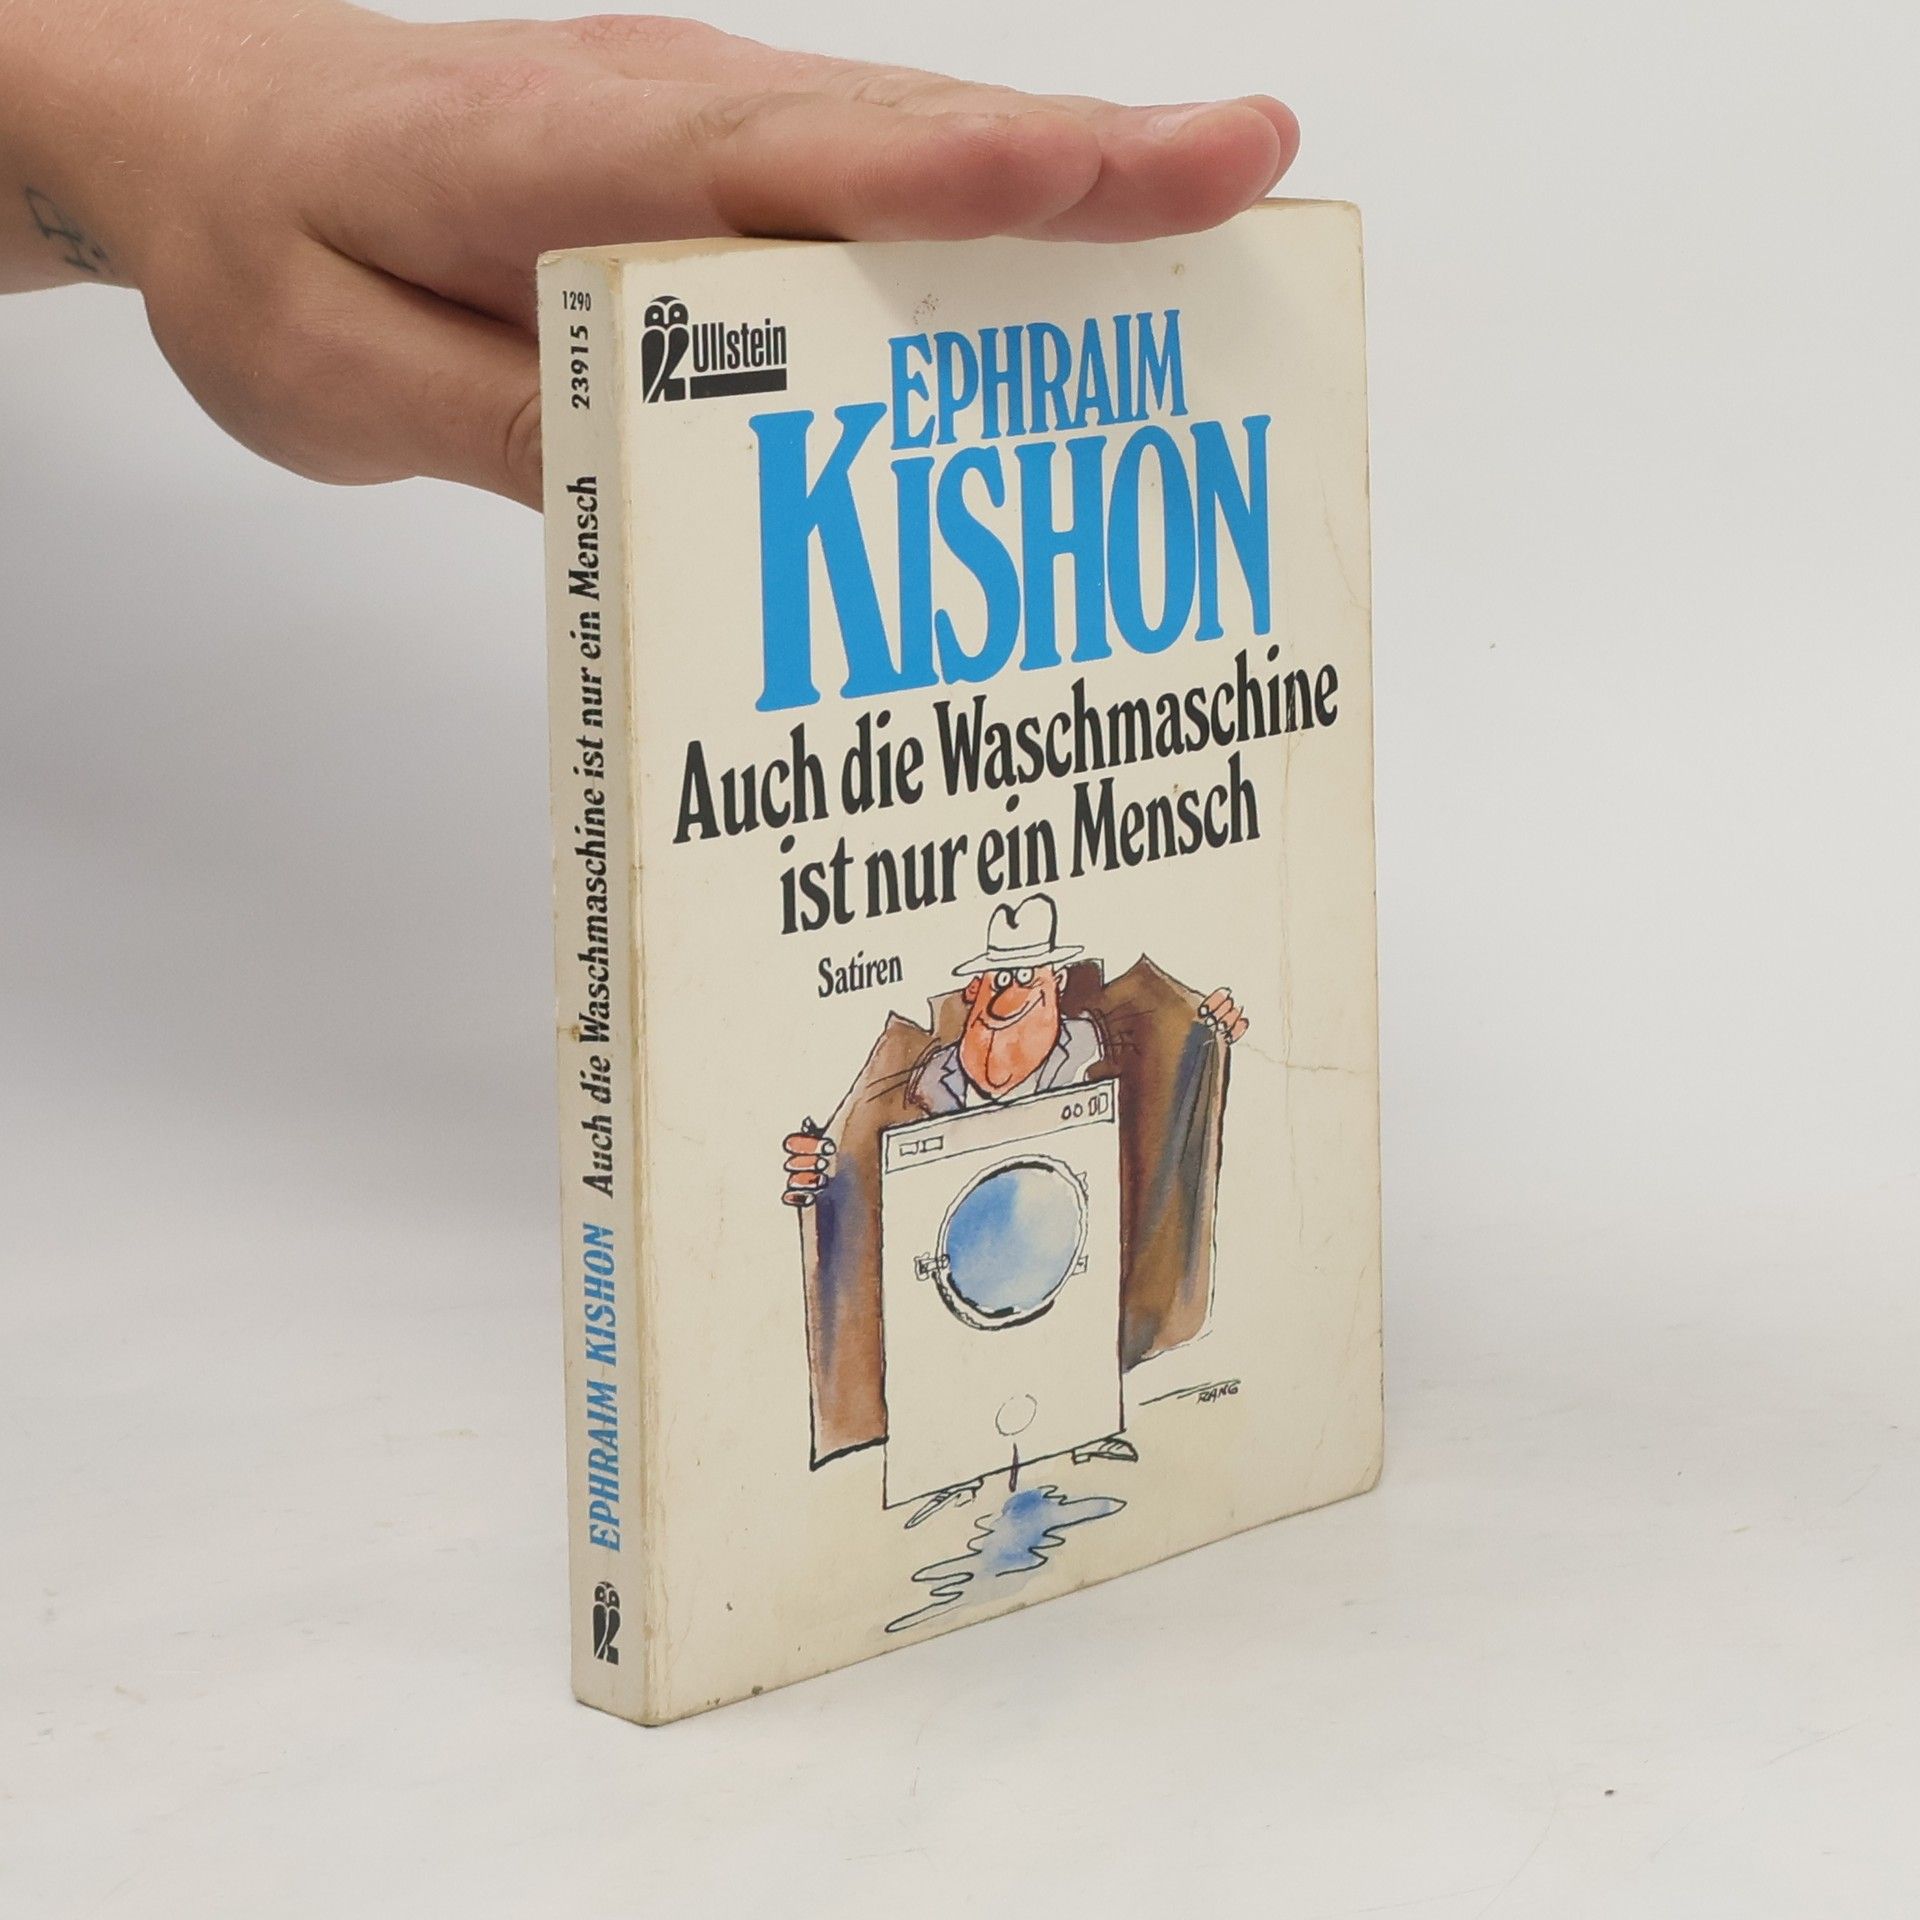 1290
23915
EPHRAIM KISHON Auch die Waschmaschine ist nur ein Mensch
Ullstein
EPHRAIM
KISHON
Auch die Waschmaschine
ist nur ein Mensch
Satiren
RANG